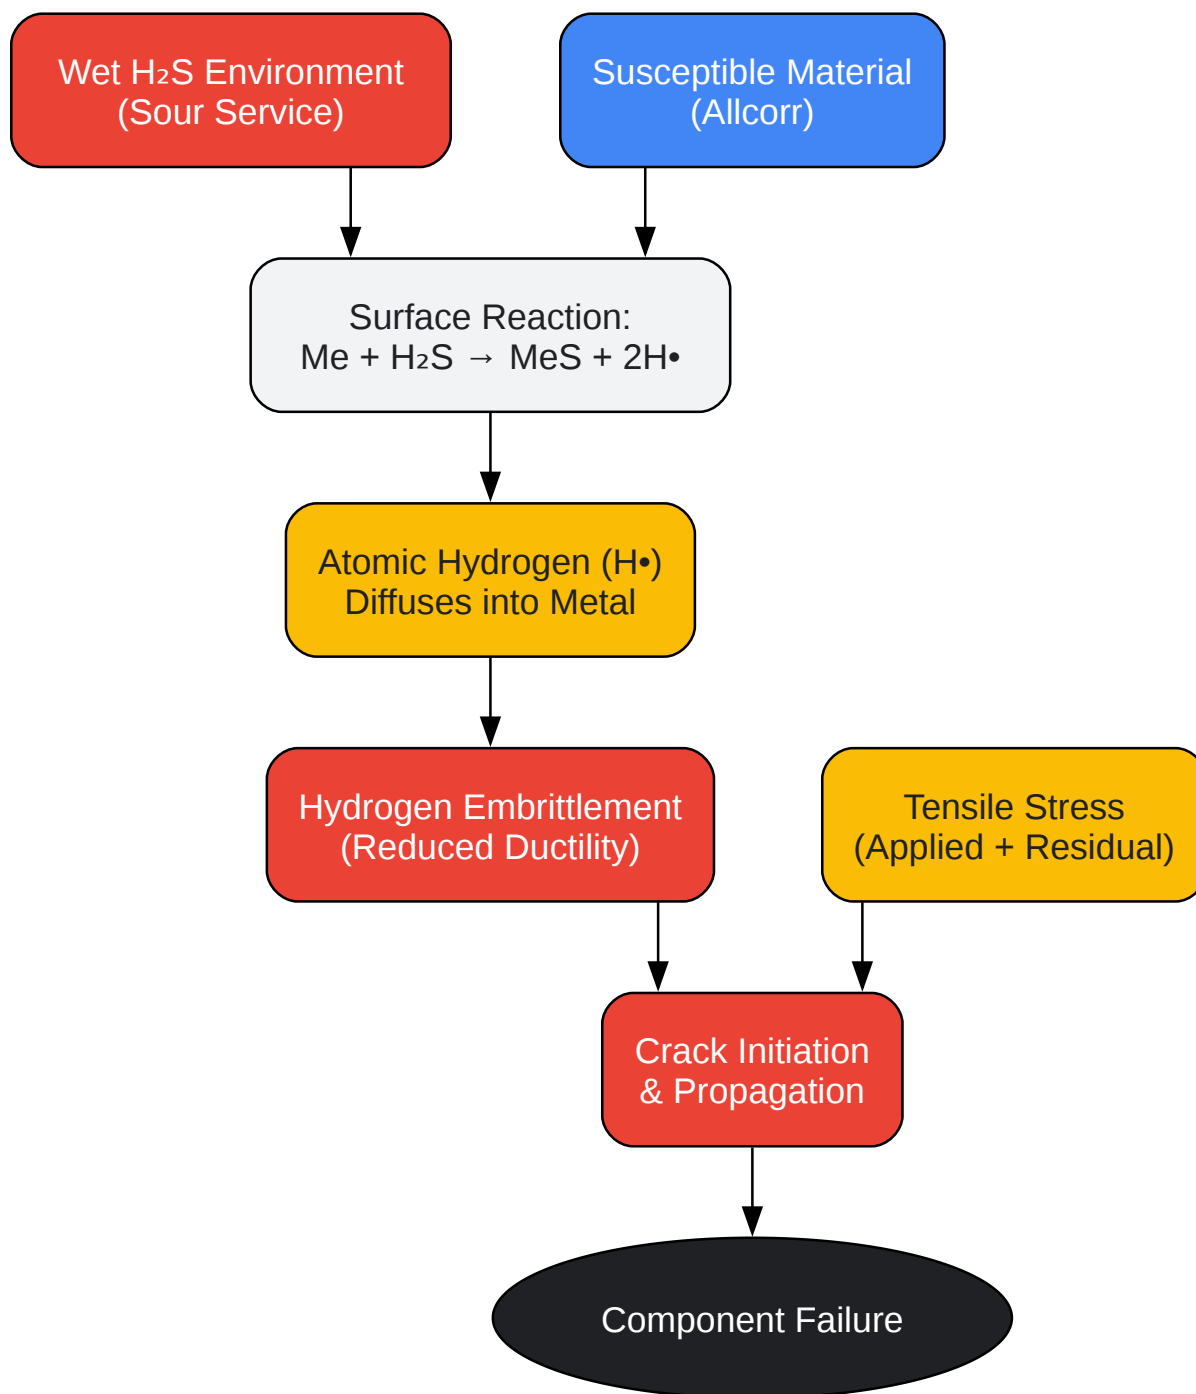 Wet H₂S Environment
(Sour Service)
Susceptible Material
(Allcorr)
Surface Reaction:
Me + H₂S → MeS + 2H•
Atomic Hydrogen (H•)
Diffuses into Metal
Hydrogen Embrittlement
(Reduced Ductility)
Tensile Stress
(Applied + Residual)
Crack Initiation
& Propagation
Component Failure